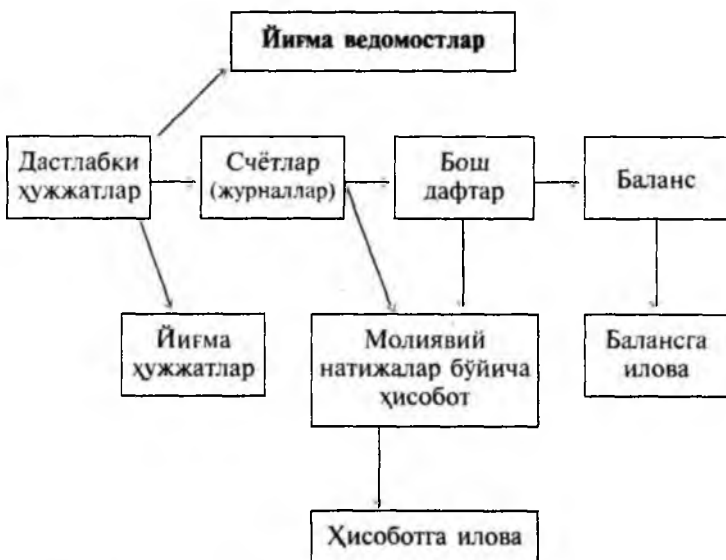 Йиғма ведомостлар
Дастлабки
ҳужжатлар
Счётлар
(журналлар)
Бош
дафтар
Баланс
Йиғма
ҳужжатлар
Молиявий
натижалар бўйича
ҳисобот
Балансга
илова
Ҳисоботга илова